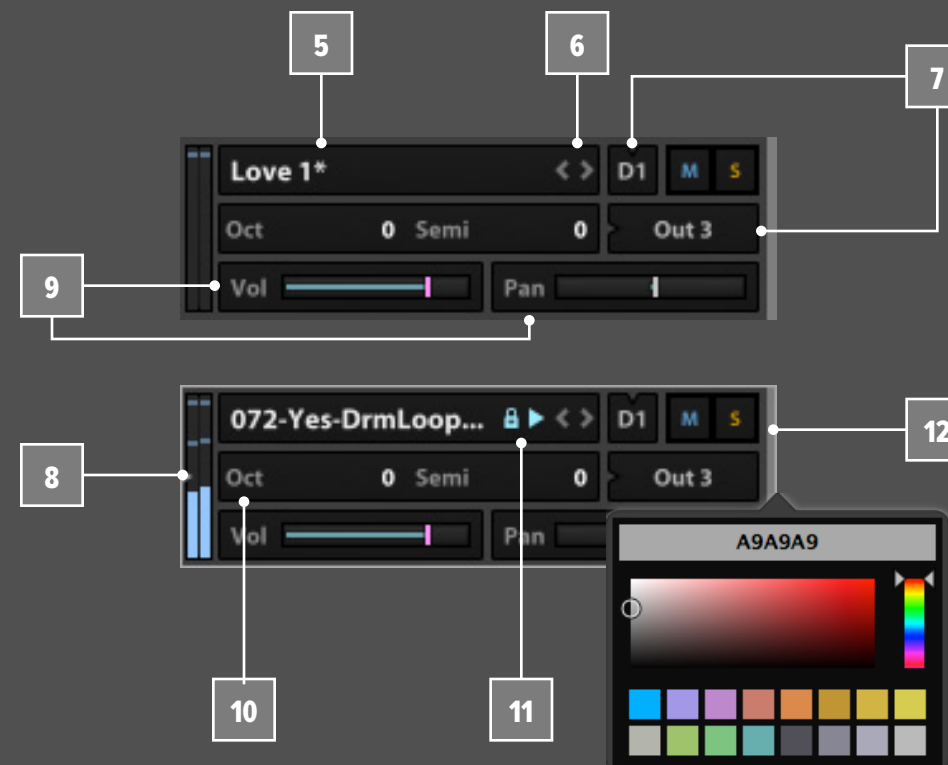 5 6 7
Love 1* < > D1 M S
Oct 0 Semi 0 Out 3
9
Vol Pan
072-Yes-DrmLoop... < > D1 M S
12
8
Oct 0 Semi 0 Out 3
Vol Pan
A9A9A9
10 11